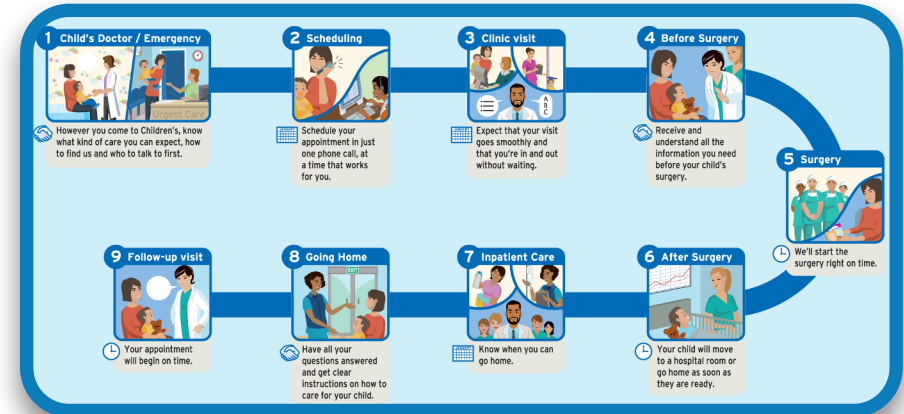 1 Child's Doctor / Emergency
Urgent Care
However you come to Children's, know
what kind of care you can expect, how
to find us and who to talk to first.
2 Scheduling
JANUARY
Schedule your
appointment in just
one phone call, at
a time that works
for you.
3 Clinic visit
A
B
C
JANUARY
Expect that your visit
goes smoothly and
that you're in and out
without waiting.
4 Before Surgery
Receive and
understand all the
information you need
before your child's
surgery.
5 Surgery
We'll start the
surgery right on time.
6 After Surgery
Your child will move
to a hospital room or
go home as soon as
they are ready.
7 Inpatient Care
JANUARY
Know when you can
go home.
8 Going Home
EXIT
Have all your
questions answered
and get clear
instructions on how to
care for your child.
9 Follow-up visit
Your appointment
will begin on time.